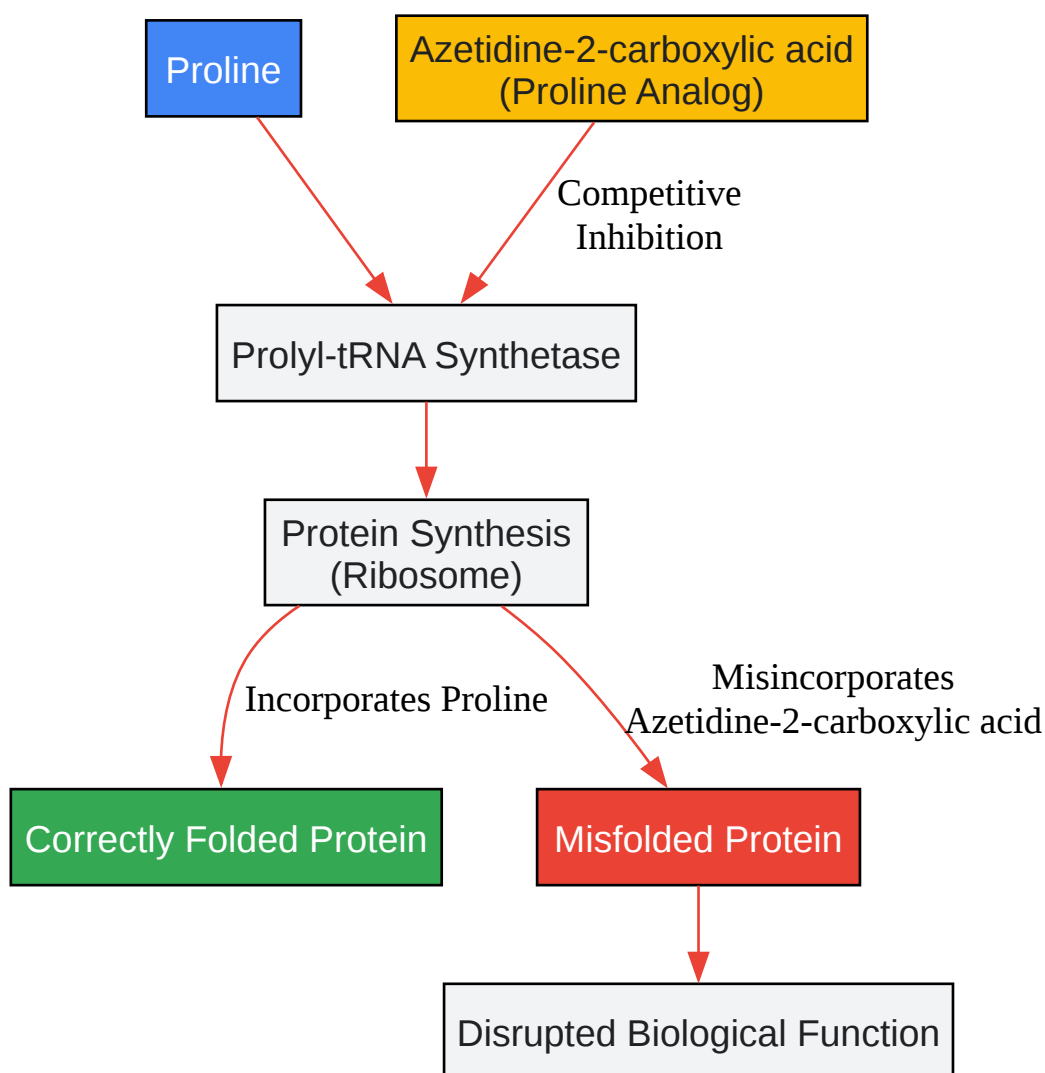 Proline
Azetidine-2-carboxylic acid
(Proline Analog)
Competitive
Inhibition
Prolyl-tRNA Synthetase
Protein Synthesis
(Ribosome)
Incorporates Proline
Misincorporates
Azetidine-2-carboxylic acid
Correctly Folded Protein
Misfolded Protein
Disrupted Biological Function